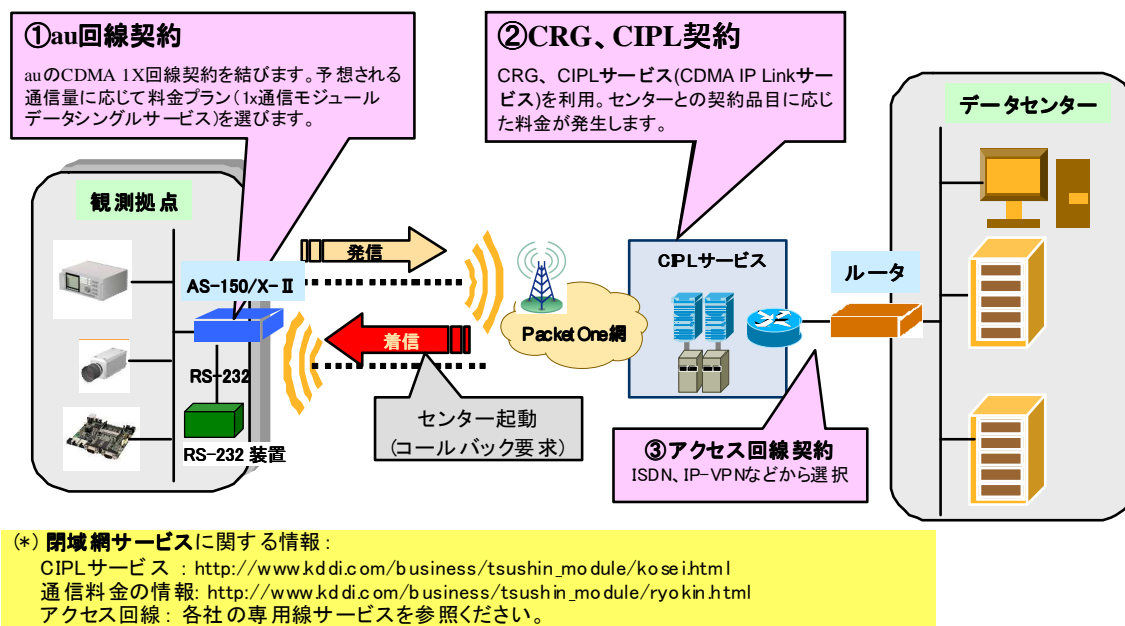 ①au回線契約
auのCDMA 1X回線契約を結びます。予想される
通信量に応じて料金プラン（1x通信モジュール
データシングルサービス）を選びます。
②CRG、CIPL契約
CRG、CIPLサービス(CDMA IP Linkサー
ビス)を利用。センターとの契約品目に応じ
た料金が発生します。
データセンター
観測拠点
発信
AS-150/X-Ⅱ
CIPLサービス
ルータ
Packet One網
着信
RS-232
センター起動
(コールバック要求)
RS-232 装置
③アクセス回線契約
ISDN、IP-VPNなどから選択
(*) 閉域網サービスに関する情報：
CIPLサービス ： http://www.kddi.com/business/tsushin_module/kosei.html
通信料金の情報: http://www.kddi.com/business/tsushin_module/ryokin.html
アクセス回線： 各社の専用線サービスを参照ください。